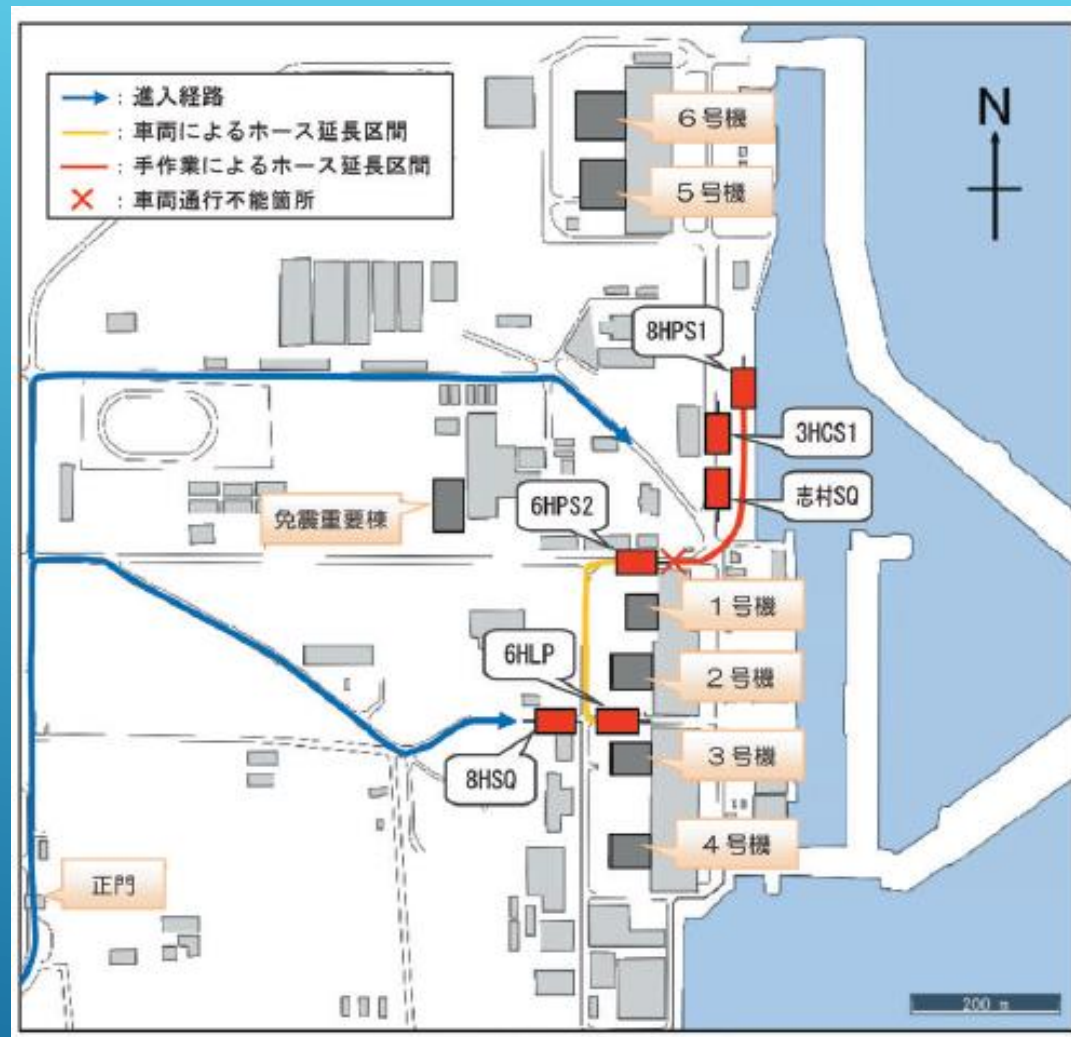 → : 進入経路
: 車両によるホース延長区間
: 手作業によるホース延長区間
× : 車両通行不能箇所
N
6号機
5号機
8HPS1
3HCS1
志村SQ
免震重要棟
6HPS2
1号機
6HLP
2号機
8HSQ
3号機
4号機
正門
200 m